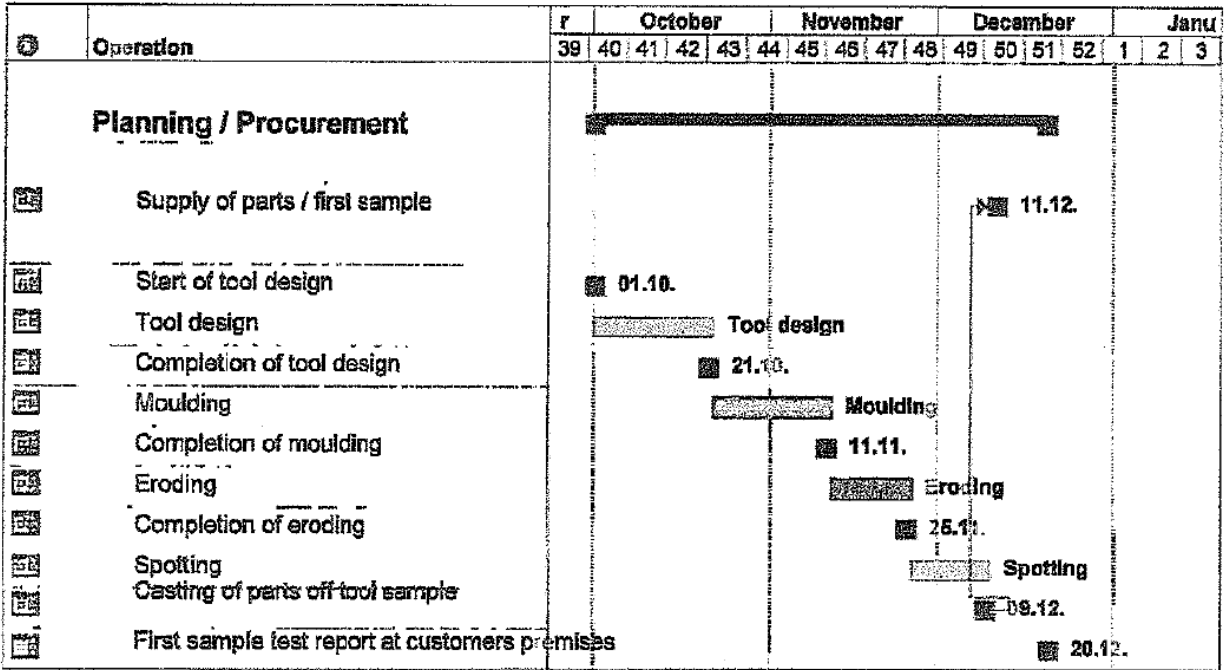 r October November December Janu
Operation 39 40 41 42 43 44 45 46 47 48 49 50 51 52 1 2 3
Planning / Procurement
Supply of parts / first sample 11.12.
Start of tool design 01.10.
Tool design Tool design
Completion of tool design 21.10.
Moulding Moulding
Completion of moulding 11.11.
Eroding Eroding
Completion of eroding 25.11.
Spotting Spotting
Casting of parts off tool sample 09.12.
First sample test report at customers premises 20.12.